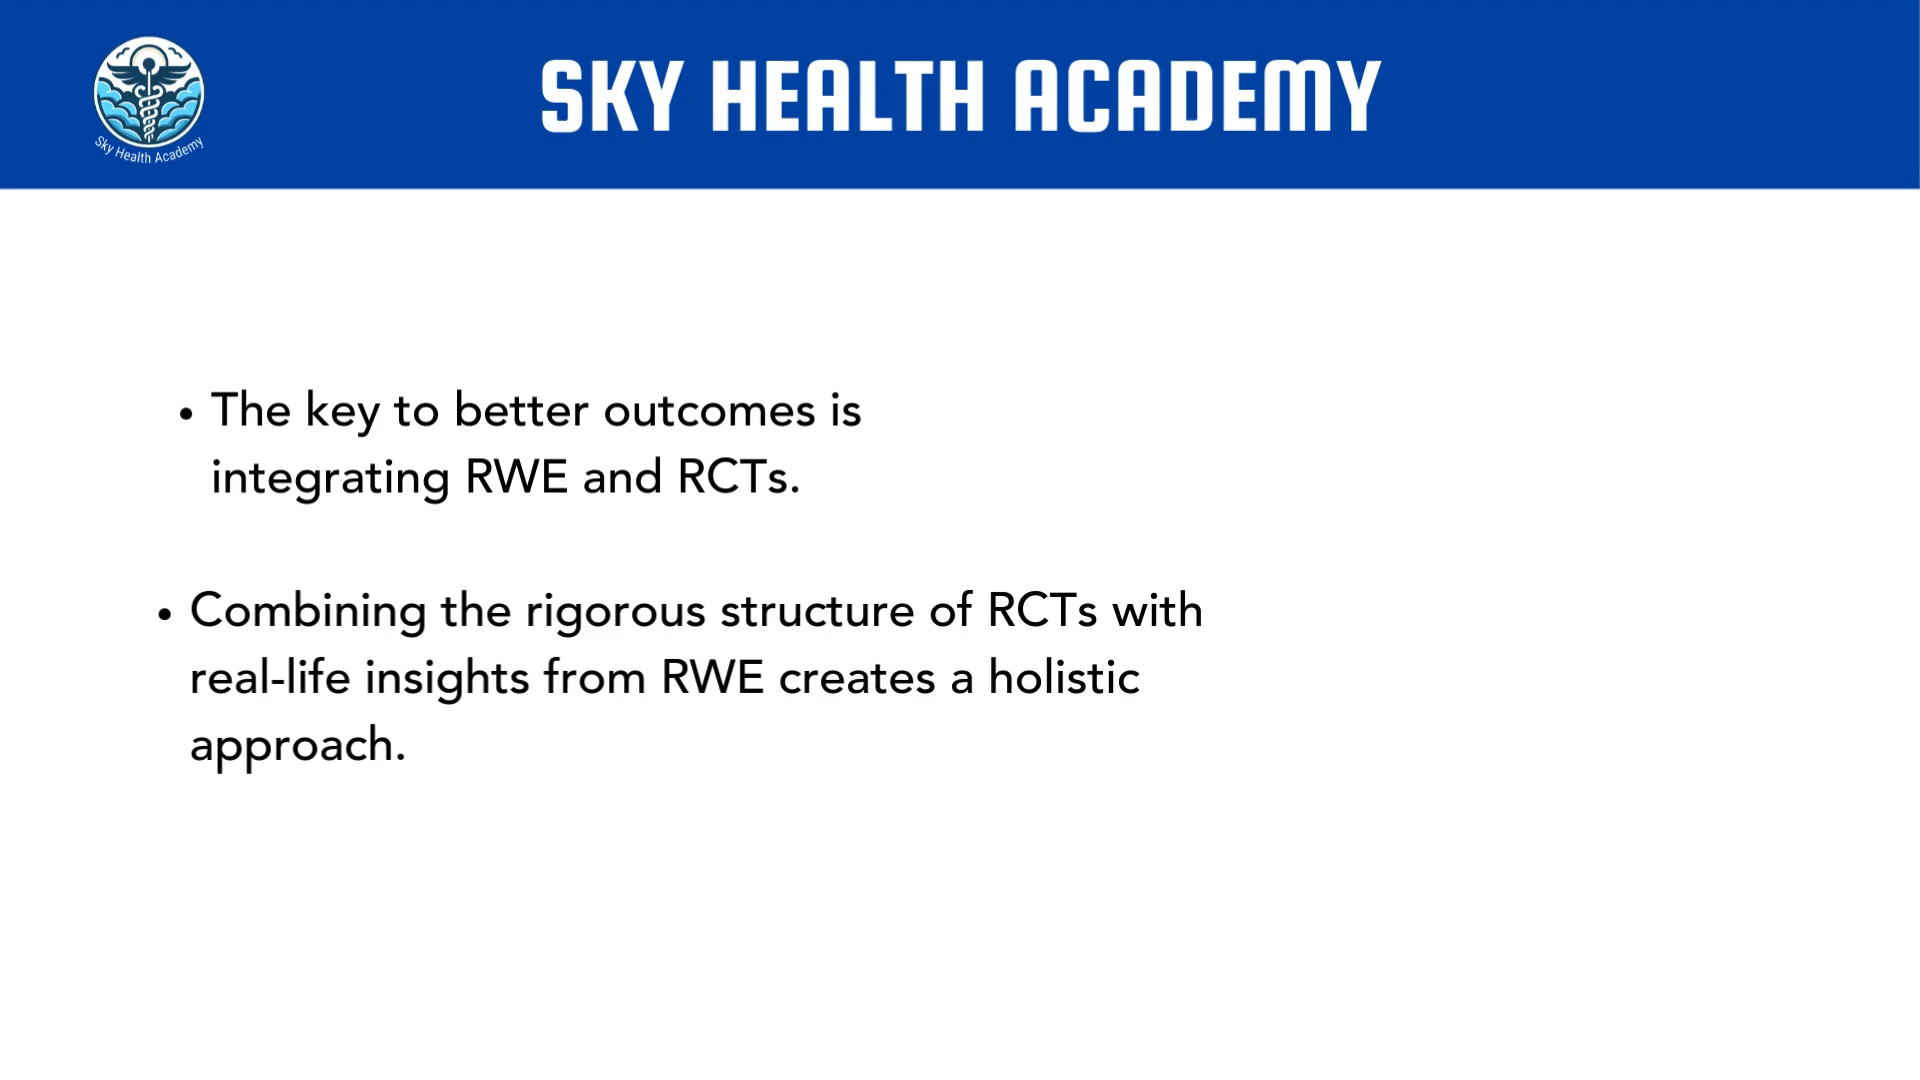 Sky Health Academy
SKY HEALTH ACADEMY
• The key to better outcomes is
integrating RWE and RCTs.
• Combining the rigorous structure of RCTs with
real-life insights from RWE creates a holistic
approach.